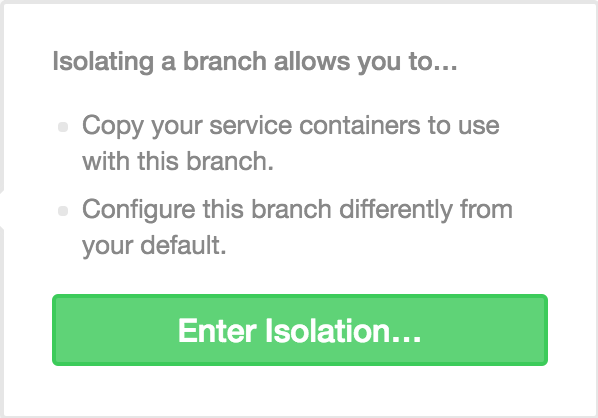 Isolating a branch allows you to…
Copy your service containers to use
with this branch.
Configure this branch differently from
your default.
Enter Isolation…